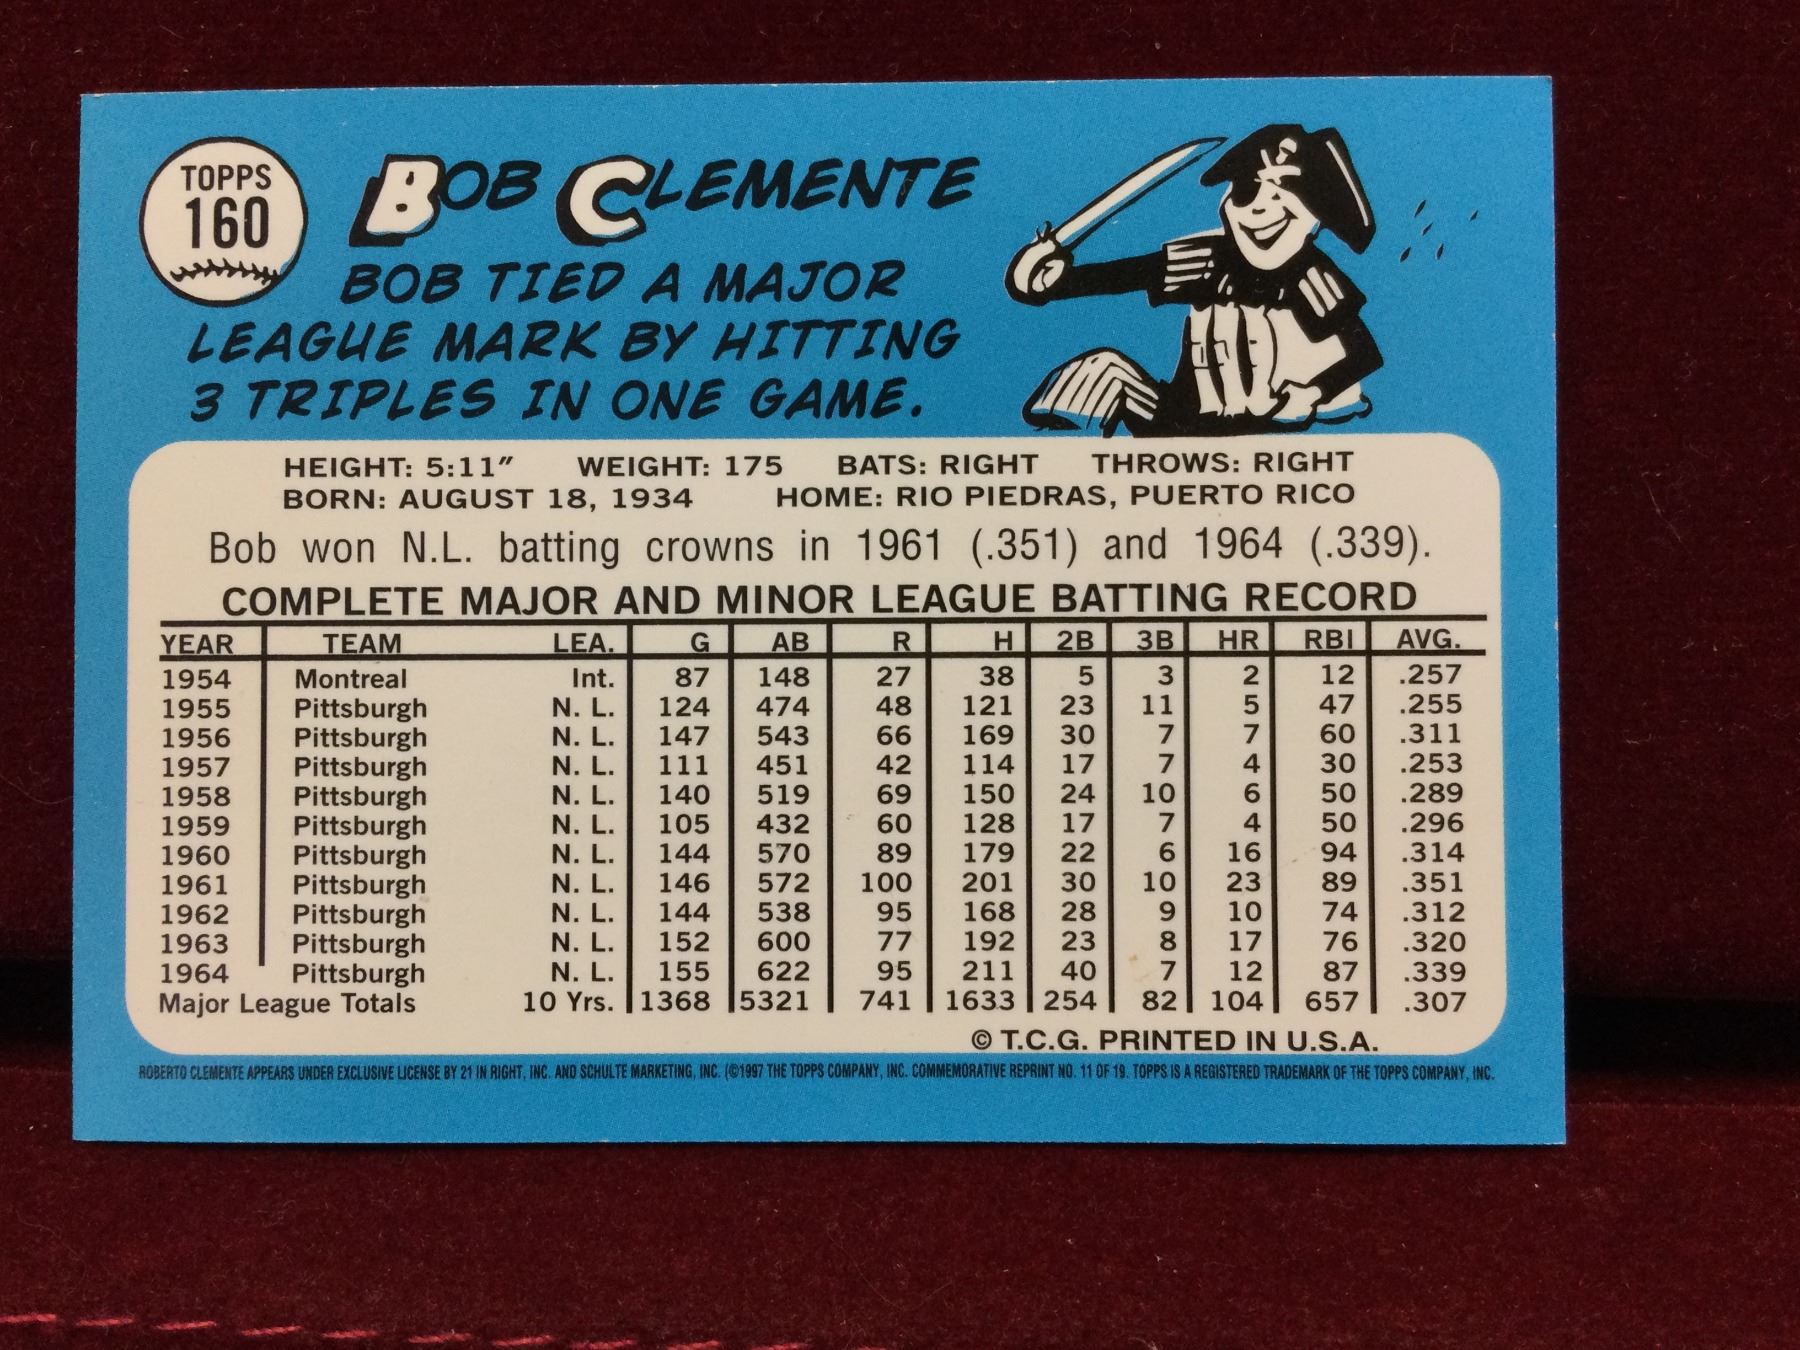 TOPPS
160
BOB CLEMENTE
BOB TIED A MAJOR
LEAGUE MARK BY HITTING
3 TRIPLES IN ONE GAME.
HEIGHT: 5:11" WEIGHT: 175 BATS: RIGHT THROWS: RIGHT
BORN: AUGUST 18, 1934 HOME: RIO PIEDRAS, PUERTO RICO
Bob won N.L. batting crowns in 1961 (.351) and 1964 (.339).
COMPLETE MAJOR AND MINOR LEAGUE BATTING RECORD
YEAR TEAM LEA. G AB R H 2B 3B HR RBI AVG.
1954 Montreal Int. 87 148 27 38 5 3 2 12 .257
1955 Pittsburgh N. L. 124 474 48 121 23 11 5 47 .255
1956 Pittsburgh N. L. 147 543 66 169 30 7 7 60 .311
1957 Pittsburgh N. L. 111 451 42 114 17 7 4 30 .253
1958 Pittsburgh N. L. 140 519 69 150 24 10 6 50 .289
1959 Pittsburgh N. L. 105 432 60 128 17 7 4 50 .296
1960 Pittsburgh N. L. 144 570 89 179 22 6 16 94 .314
1961 Pittsburgh N. L. 146 572 100 201 30 10 23 89 .351
1962 Pittsburgh N. L. 144 538 95 168 28 9 10 74 .312
1963 Pittsburgh N. L. 152 600 77 192 23 8 17 76 .320
1964 Pittsburgh N. L. 155 622 95 211 40 7 12 87 .339
Major League Totals 10 Yrs. 1368 5321 741 1633 254 82 104 657 .307
© T.C.G. PRINTED IN U.S.A.
ROBERTO CLEMENTE APPEARS UNDER EXCLUSIVE LICENSE BY 21 IN RIGHT, INC. AND SCHULTE MARKETING, INC. (©1997 THE TOPPS COMPANY, INC. COMMEMORATIVE REPRINT NO. 11 OF 19. TOPPS IS A REGISTERED TRADEMARK OF THE TOPPS COMPANY, INC.